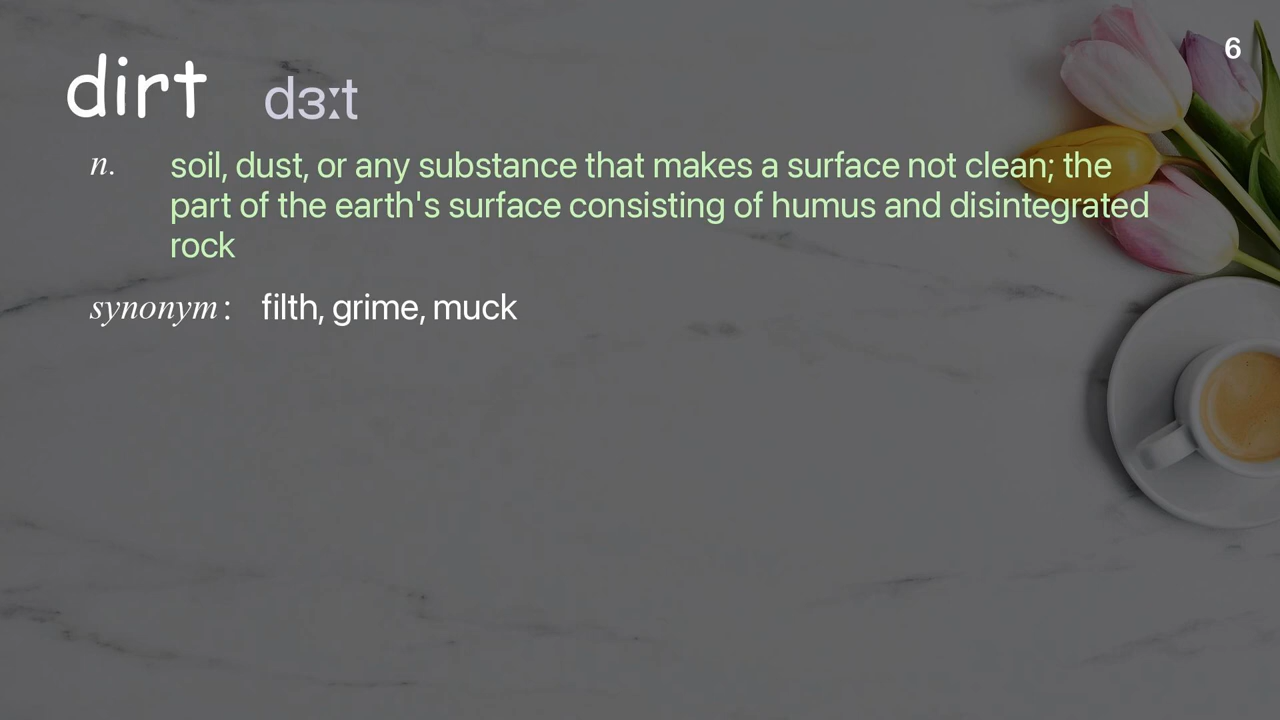 6
dirt dɜːt
n. soil, dust, or any substance that makes a surface not clean; the
part of the earth's surface consisting of humus and disintegrated
rock
synonym: filth, grime, muck